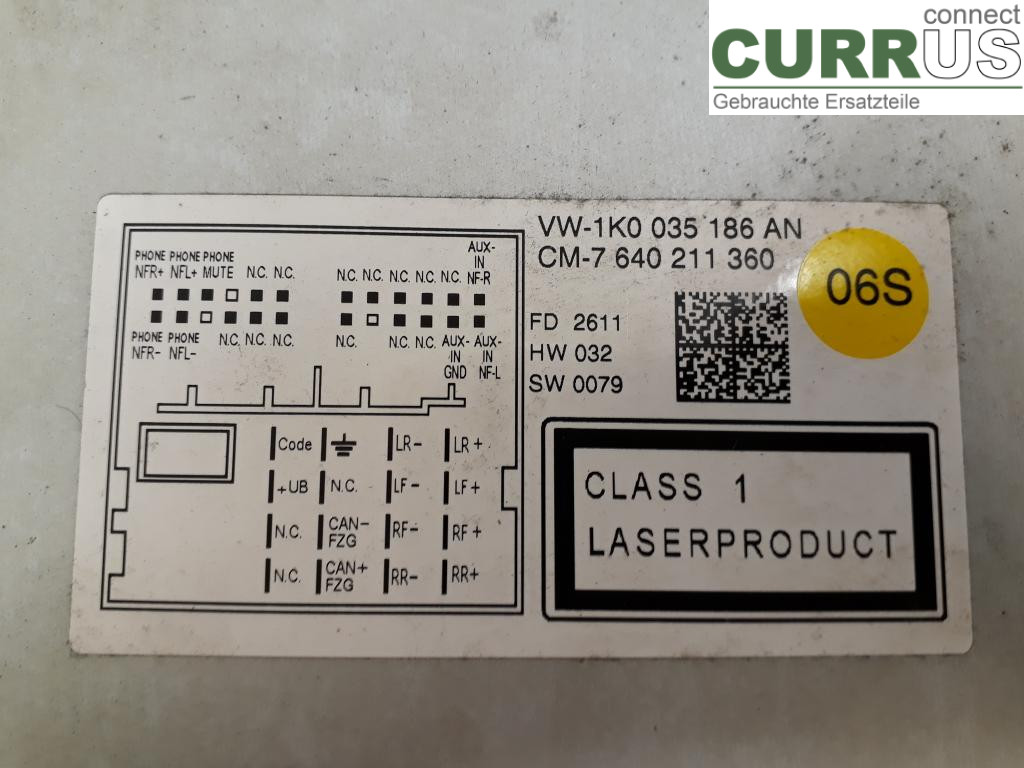 connect
CURRUS
Gebrauchte Ersatzteile
VW-1K0 035 186 AN
CM-7 640 211 360
06S
FD 2611
HW 032
SW 0079
CLASS 1
LASERPRODUCT
PHONE PHONE PHONE
NFR+ NFL+ MUTE N.C. N.C.
N.C. N.C. N.C. N.C. N.C. AUX-
IN
NF-R
PHONE PHONE
NFR- NFL-
N.C. N.C. N.C.
N.C. N.C. N.C. AUX- AUX-
IN IN
GND NF-L
Code LR- LR+
+UB N.C. LF- LF+
N.C. CAN- RF- RF+
FZG
N.C. CAN+ RR- RR+
FZG